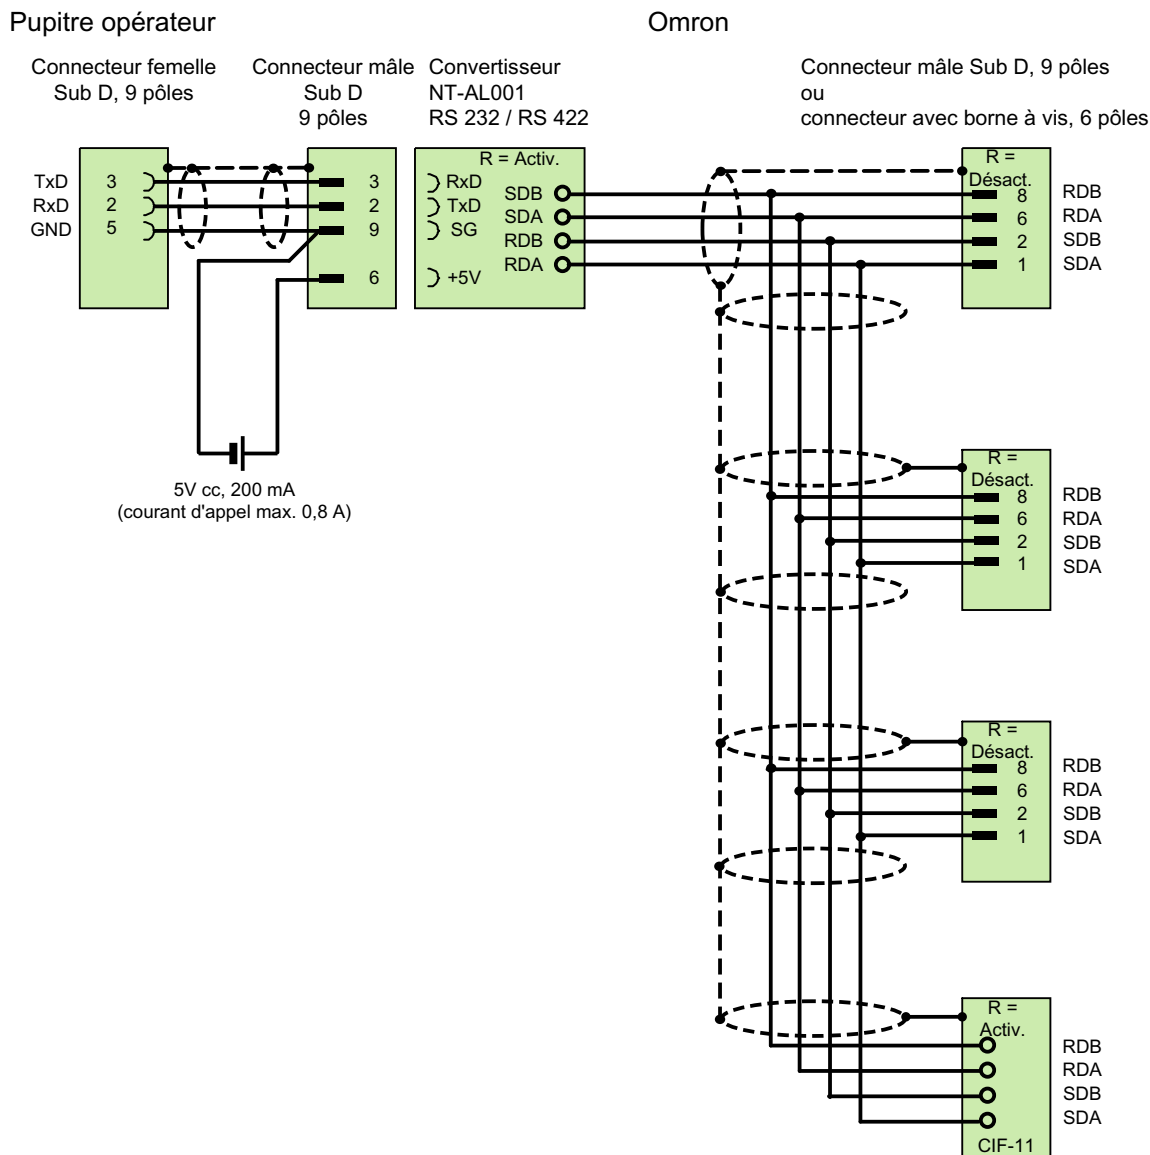 Pupitre opérateur
Omron
Connecteur femelle
Sub D, 9 pôles
Connecteur mâle
Sub D
9 pôles
Convertisseur
NT-AL001
RS 232 / RS 422
Connecteur mâle Sub D, 9 pôles
ou
connecteur avec borne à vis, 6 pôles
TxD 3
RxD 2
GND 5
3
2
9
6
R = Activ.
RxD
TxD
SG
+5V
SDB
SDA
RDB
RDA
R =
Désact.
8 RDB
6 RDA
2 SDB
1 SDA
5V cc, 200 mA
(courant d'appel max. 0,8 A)
R =
Désact.
8 RDB
6 RDA
2 SDB
1 SDA
R =
Désact.
8 RDB
6 RDA
2 SDB
1 SDA
R =
Activ.
RDB
RDA
SDB
SDA
CIF-11